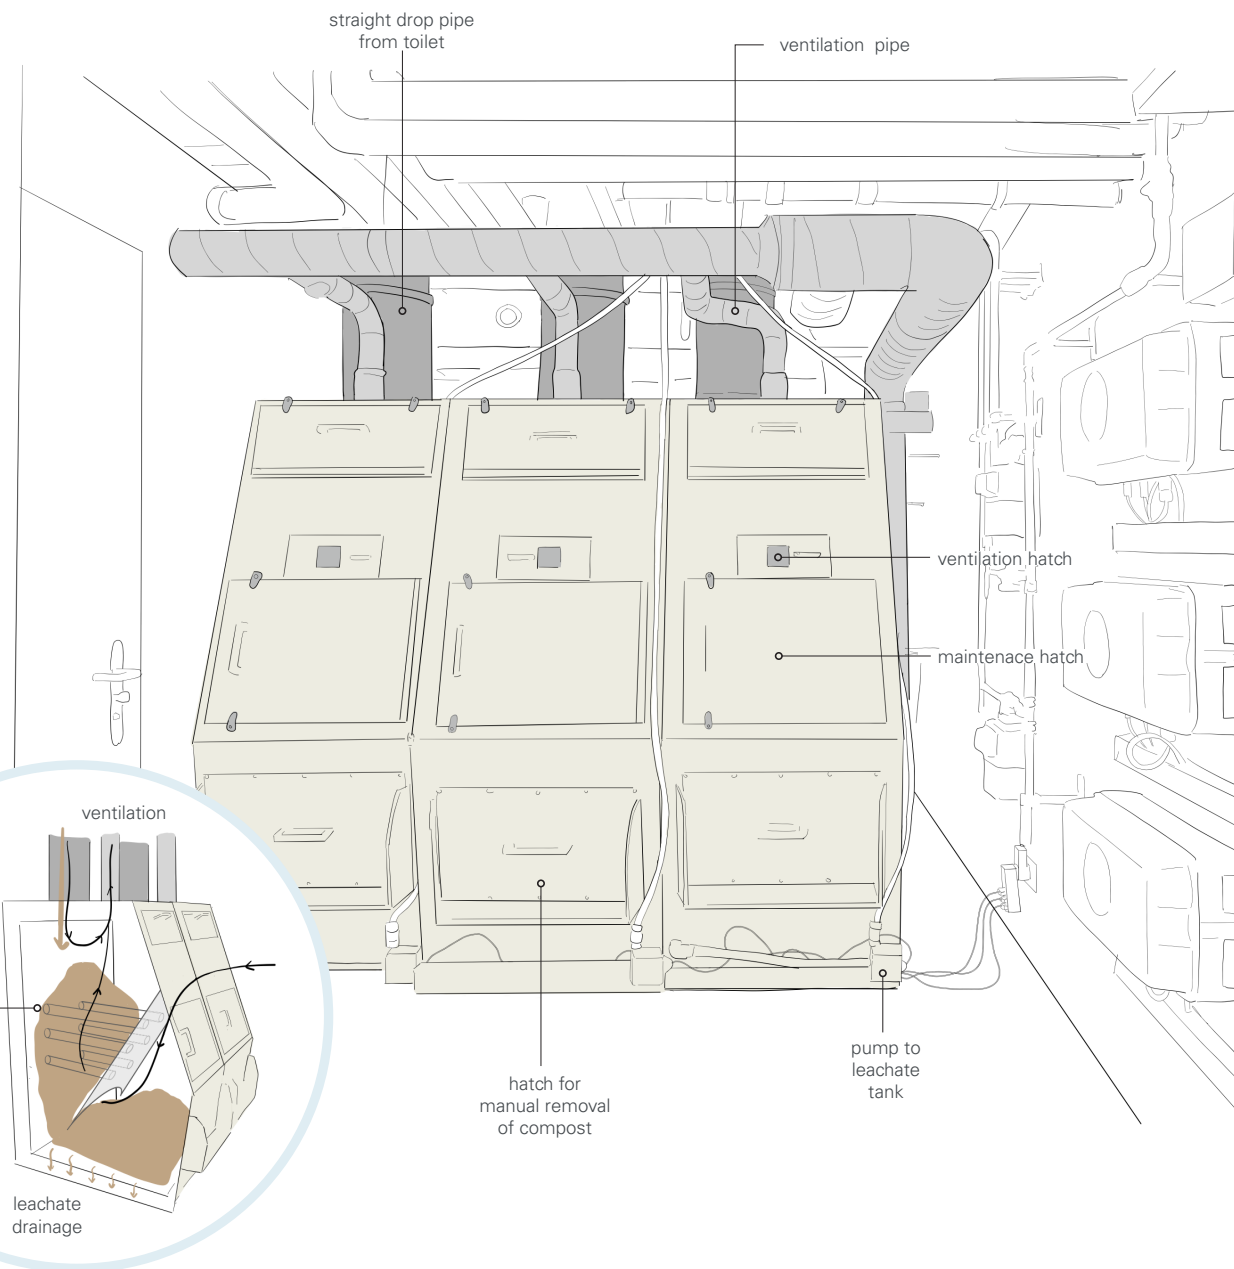 straight drop pipe
from toilet
ventilation pipe
ventilation hatch
maintenace hatch
ventilation
hatch for
manual removal
of compost
pump to
leachate
tank
leachate
drainage